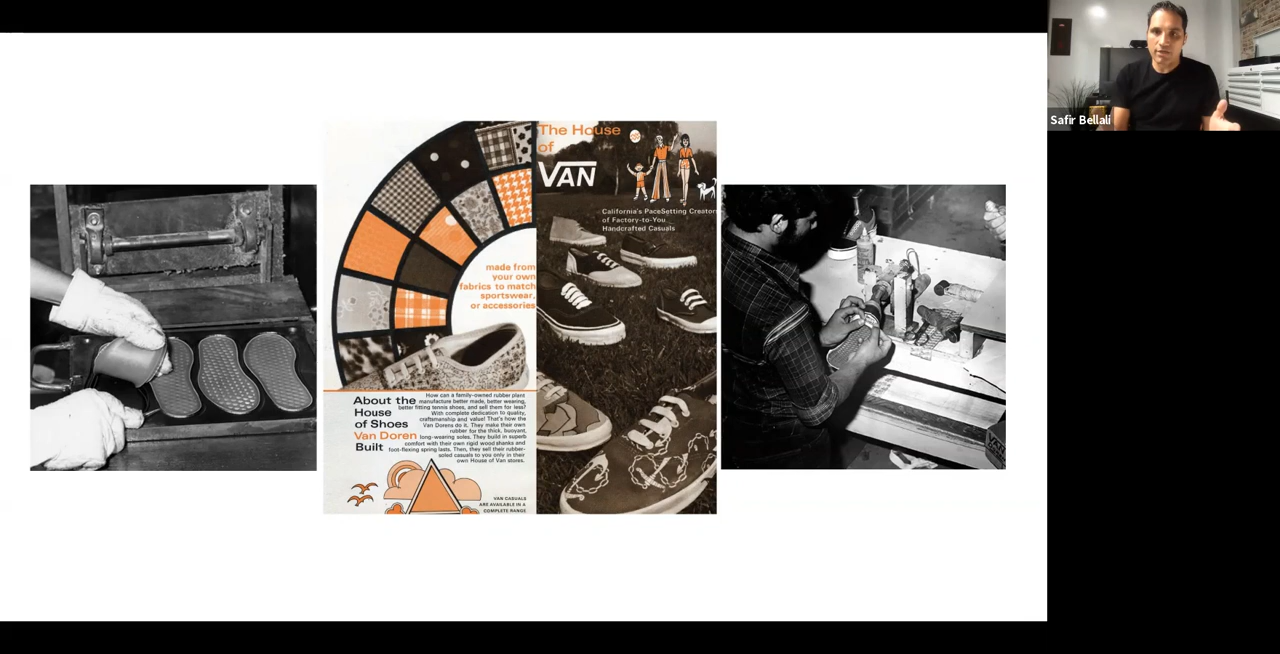 made from
your own
fabrics to match
sportswear,
or accessories
About the
House
of Shoes
Van Doren
Built
How can a family-owned rubber plant
manufacture better made, better wearing,
better fitting tennis shoes, and sell them for less?
With complete dedication to quality,
craftsmanship and value! That's how the
Van Dorens do it. They make their own
rubber for the thick, buoyant,
long-wearing soles. They build in superb
comfort with their own rigid wood shanks and
foot-flexing spring lasts. Then, they sell their rubber-
soled casuals to you only in their
own House of Van stores.
VAN CASUALS
ARE AVAILABLE IN A
COMPLETE RANGE
The House
of
VAN
California's PaceSetting Creator
of Factory-to-You
Handcrafted Casuals
Safir Bellali